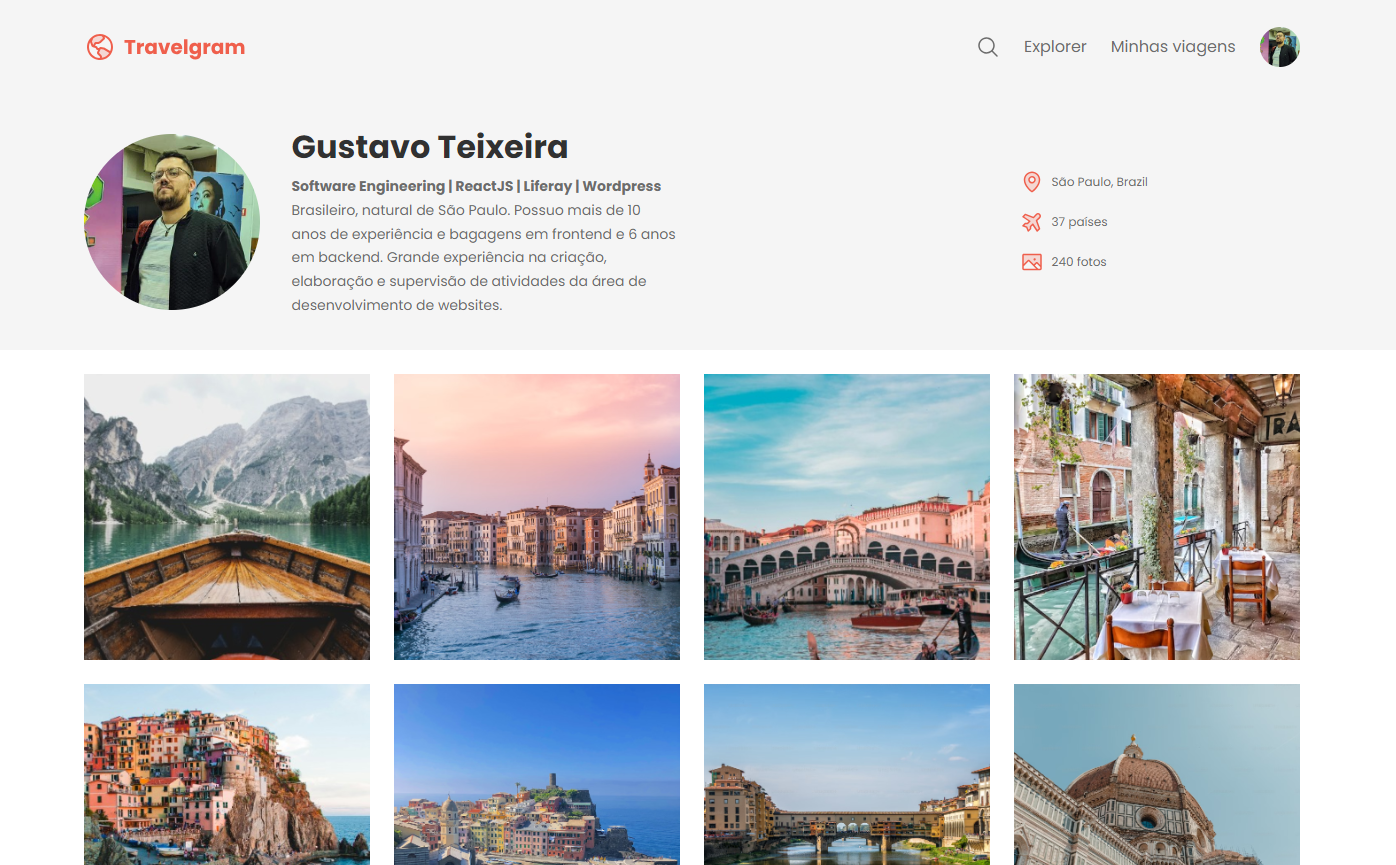 Travelgram
Explorer
Minhas viagens
Gustavo Teixeira
Software Engineering | ReactJS | Liferay | Wordpress
Brasileiro, natural de São Paulo. Possuo mais de 10
anos de experiência e bagagens em frontend e 6 anos
em backend. Grande experiência na criação,
elaboração e supervisão de atividades da área de
desenvolvimento de websites.
São Paulo, Brazil
37 países
240 fotos
TRA